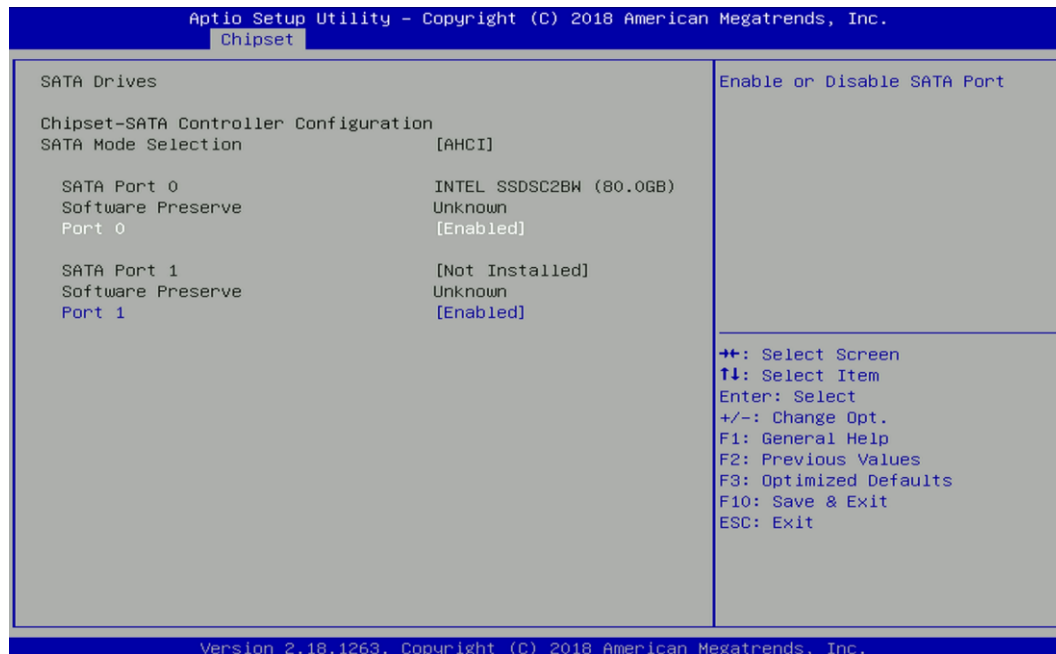 Aptio Setup Utility – Copyright (C) 2018 American Megatrends, Inc.
Chipset
SATA Drives
Chipset-SATA Controller Configuration
SATA Mode Selection [AHCI]
SATA Port 0 INTEL SSDSC2BW (80.0GB)
Software Preserve Unknown
Port 0 [Enabled]
SATA Port 1 [Not Installed]
Software Preserve Unknown
Port 1 [Enabled]
Enable or Disable SATA Port
→←: Select Screen
↑↓: Select Item
Enter: Select
+/-: Change Opt.
F1: General Help
F2: Previous Values
F3: Optimized Defaults
F10: Save & Exit
ESC: Exit
Version 2.18.1263. Copyright (C) 2018 American Megatrends, Inc.